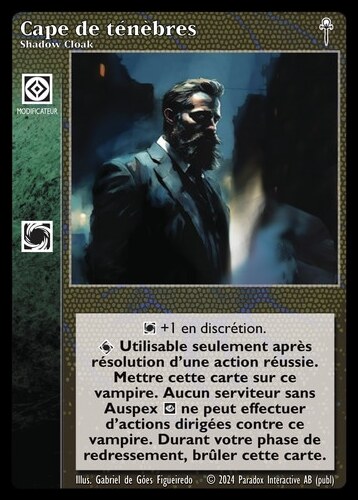 Cape de ténèbres
Shadow Cloak
MODIFICATEUR
+1 en discrétion.
Utilisable seulement après
résolution d'une action réussie.
Mettre cette carte sur ce
vampire. Aucun serviteur sans
Auspex ne peut effectuer
d'actions dirigées contre ce
vampire. Durant votre phase de
redressement, brûler cette carte.
Illus. Gabriel de Góes Figueiredo © 2024 Paradox Interactive AB (publ)